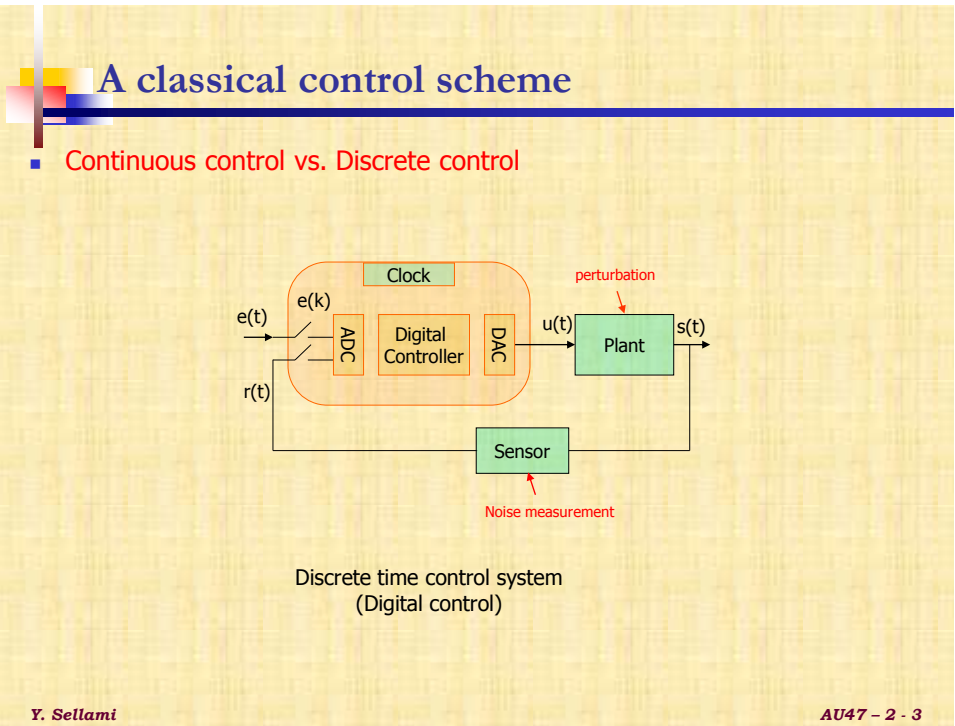 A classical control scheme
Continuous control vs. Discrete control
Clock
perturbation
e(k)
e(t)
ADC
Digital
Controller
DAC
u(t)
Plant
s(t)
r(t)
Sensor
Noise measurement
Discrete time control system
(Digital control)
Y. Sellami
AU47 – 2 - 3